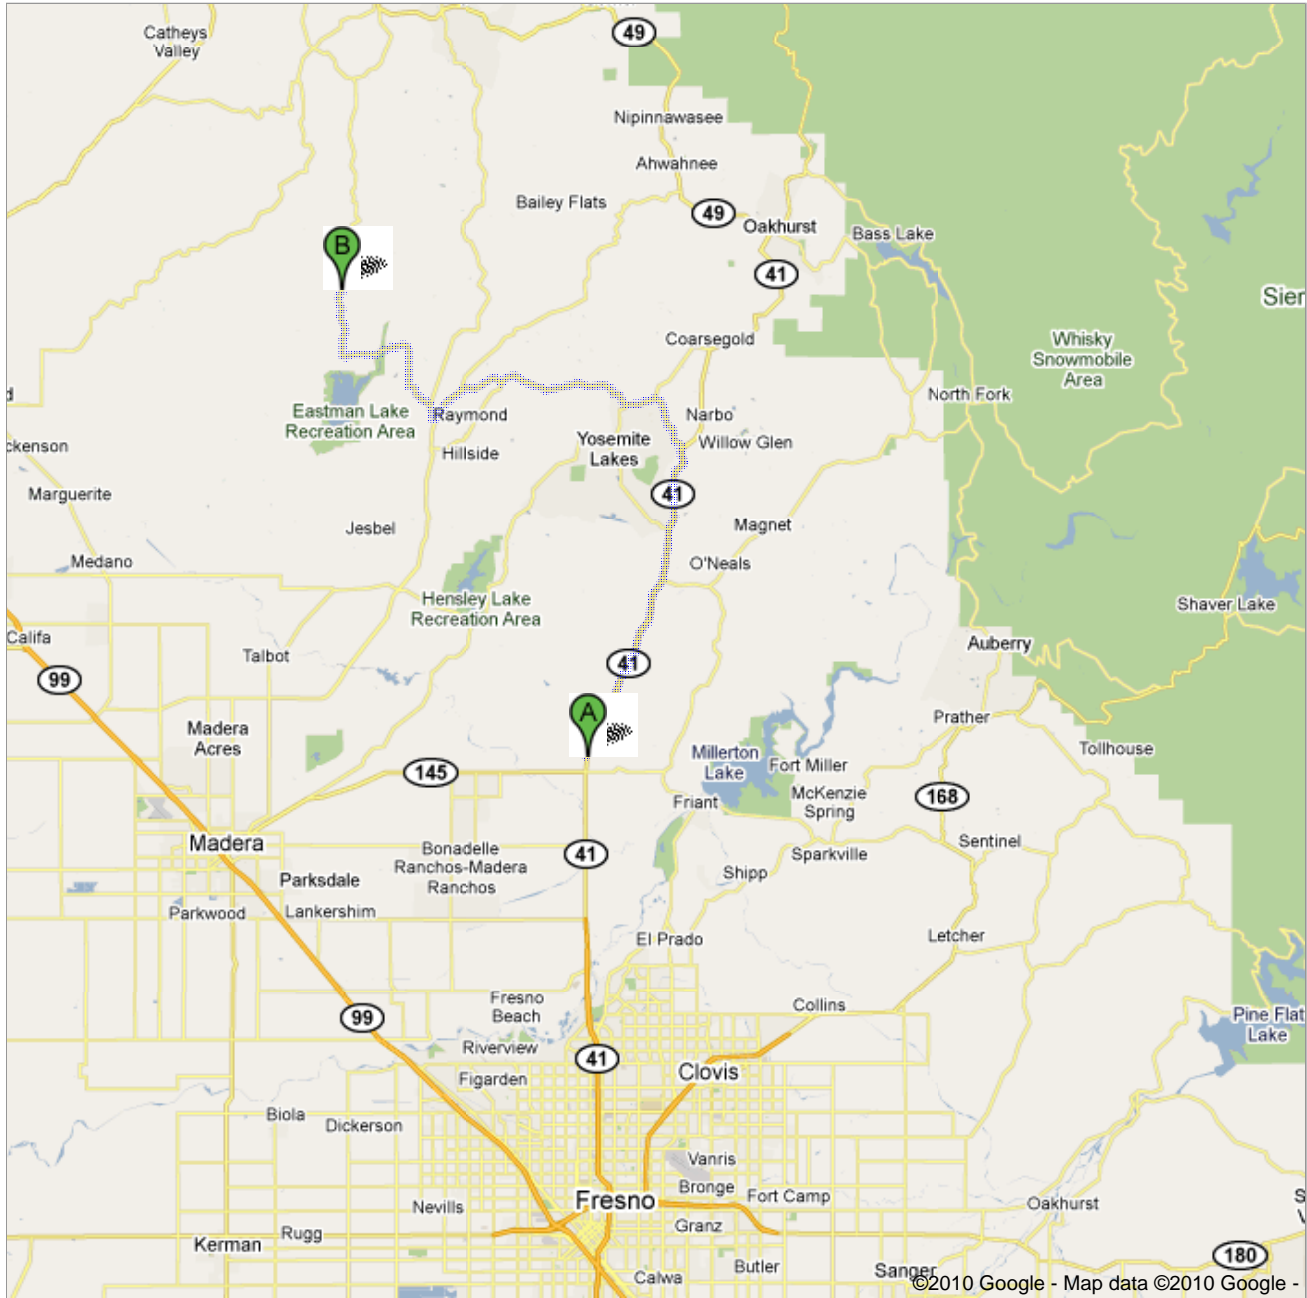 Catheys
Valley
49
Nipinnawasee
Ahwahnee
Bailey Flats
49
Oakhurst
Bass Lake
B
41
Sier
Coarsegold
Whisky
Snowmobile
Area
North Fork
d
Eastman Lake
Recreation Area
Raymond
Narbo
Yosemite
Lakes
Willow Glen
ckenson
Hillside
Marguerite
41
Jesbel
Magnet
Medano
O'Neals
Hensley Lake
Recreation Area
Shaver Lake
Califa
Talbot
41
Auberry
99
Madera
Acres
A
Prather
Millerton
Lake
Fort Miller
Tollhouse
145
McKenzie
Spring
168
Friant
Madera
Bonadelle
Ranchos-Madera
Ranchos
41
Sparkville
Sentinel
Shipp
Parksdale
Parkwood
Lankershim
El Prado
Letcher
Fresno
Beach
Collins
99
Pine Flat
Lake
Riverview
41
Figarden
Clovis
Biola
Dickerson
Vanris
Bronge
Fort Camp
Nevills
Fresno
Oakhurst
S
Granz
Kerman
Rugg
180
Butler
Sanger
Calwa
©2010 Google - Map data ©2010 Google -